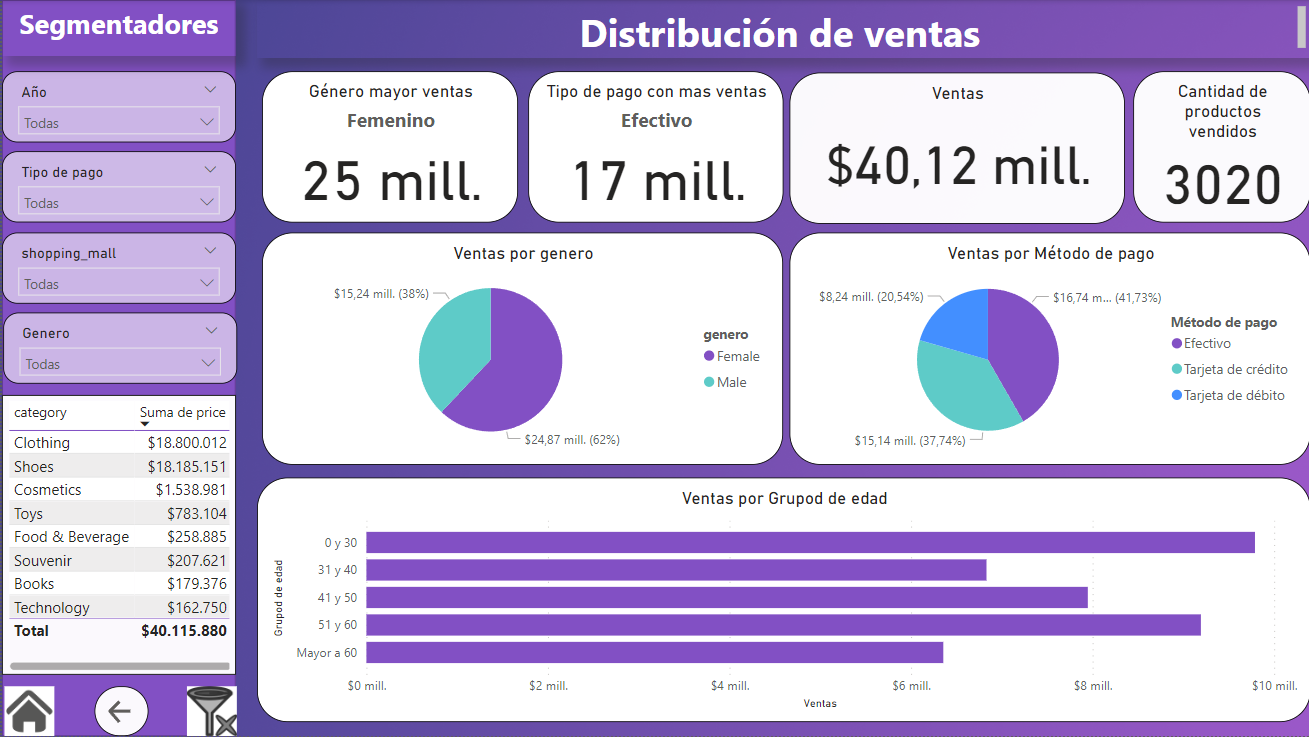 Segmentadores
Distribución de ventas
Año
Todas
Tipo de pago
Todas
shopping_mall
Todas
Genero
Todas
category Suma de price
Clothing $18.800.012
Shoes $18.185.151
Cosmetics $1.538.981
Toys $783.104
Food & Beverage $258.885
Souvenir $207.621
Books $179.376
Technology $162.750
Total $40.115.880
Género mayor ventas
Femenino
25 mill.
Tipo de pago con mas ventas
Efectivo
17 mill.
Ventas
$40,12 mill.
Cantidad de
productos
vendidos
3020
Ventas por genero
$15,24 mill. (38%)
$24,87 mill. (62%)
genero
Female
Male
Ventas por Método de pago
$8,24 mill. (20,54%)
$16,74 m... (41,73%)
$15,14 mill. (37,74%)
Método de pago
Efectivo
Tarjeta de crédito
Tarjeta de débito
Ventas por Grupod de edad
Grupod de edad
0 y 30
31 y 40
41 y 50
51 y 60
Mayor a 60
$0 mill. $2 mill. $4 mill. $6 mill. $8 mill. $10 mill.
Ventas